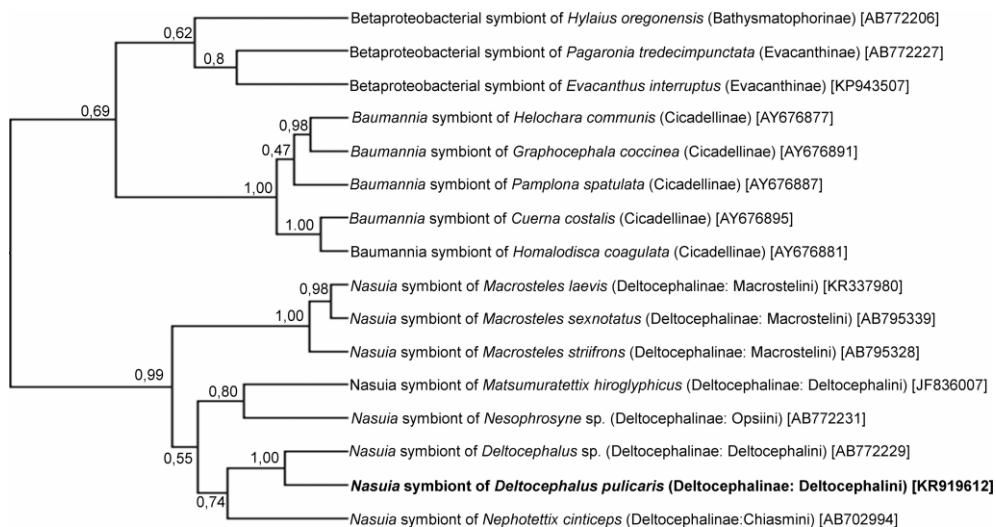 Betaproteobacterial symbiont of Hylaius oregonensis (Bathysmatophorinae) [AB772206]
0,62
Betaproteobacterial symbiont of Pagaronia tredecimpunctata (Evacanthinae) [AB772227]
0,8
Betaproteobacterial symbiont of Evacanthus interruptus (Evacanthinae) [KP943507]
0,69
Baumannia symbiont of Helochara communis (Cicadellinae) [AY676877]
0,98
Baumannia symbiont of Graphocephala coccinea (Cicadellinae) [AY676891]
0,47
Baumannia symbiont of Pamplona spatulata (Cicadellinae) [AY676887]
1,00
Baumannia symbiont of Cuerna costalis (Cicadellinae) [AY676895]
1.00
Baumannia symbiont of Homalodisca coagulata (Cicadellinae) [AY676881]
Nasuia symbiont of Macrosteles laevis (Deltocephalinae: Macrostelini) [KR337980]
0,98
Nasuia symbiont of Macrosteles sexnotatus (Deltocephalinae: Macrostelini) [AB795339]
1,00
Nasuia symbiont of Macrosteles striifrons (Deltocephalinae: Macrostelini) [AB795328]
0,99
Nasuia symbiont of Matsumuratettix hiroglyphicus (Deltocephalinae: Deltocephalini) [JF836007]
0,80
Nasuia symbiont of Nesophrosyne sp. (Deltocephalinae: Opsiini) [AB772231]
0,55
Nasuia symbiont of Deltocephalus sp. (Deltocephalinae: Deltocephalini) [AB772229]
1,00
Nasuia symbiont of Deltocephalus pulicaris (Deltocephalinae: Deltocephalini) [KR919612]
0,74
Nasuia symbiont of Nephotettix cinticeps (Deltocephalinae:Chiasmini) [AB702994]